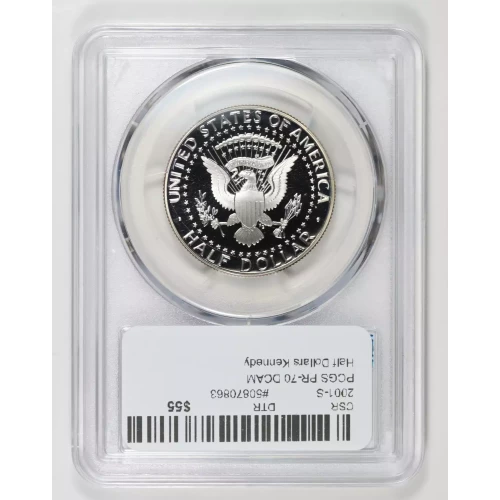 UNITED STATES OF AMERICA
HALF DOLLAR
CSR DTR $55
2001-S #50870863
PCGS PR-70 DCAM
Half Dollars Kennedy